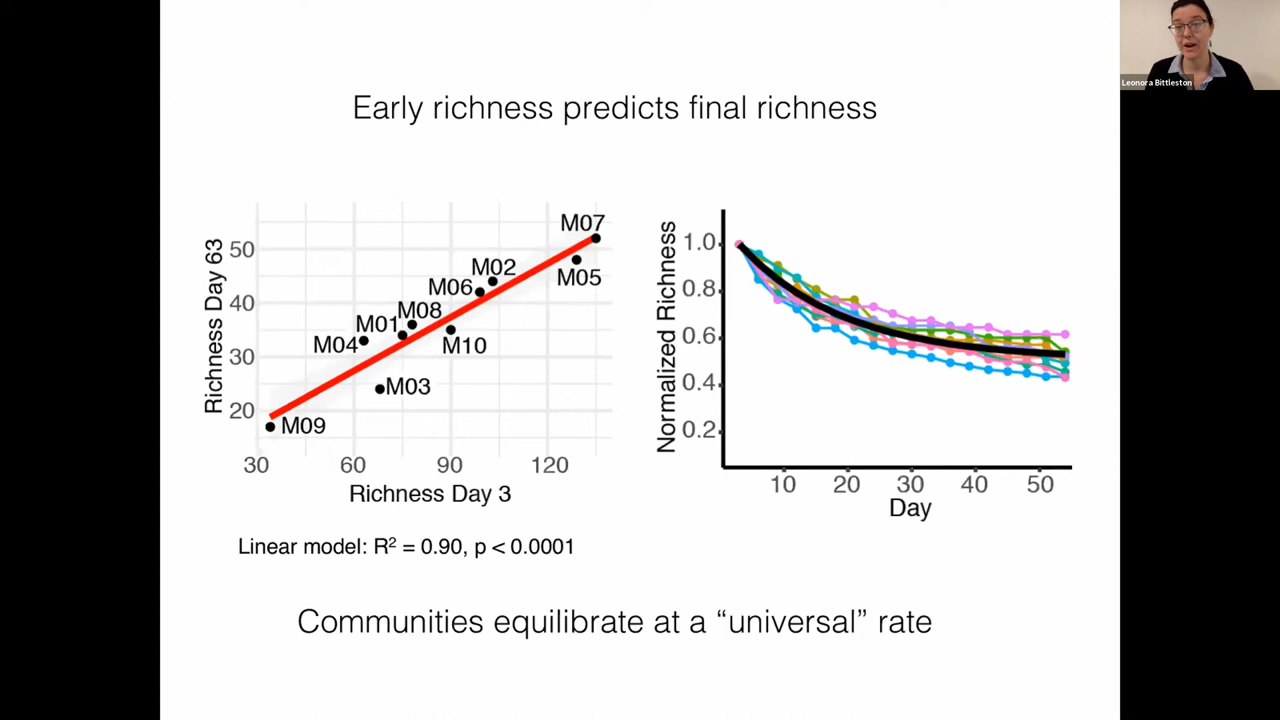 Leonora Bittleston
Early richness predicts final richness
Richness Day 63
50
40
30
20
M07
M02
M05
M06
M08
M01
M04
M10
M03
M09
30
60
90
120
Richness Day 3
Linear model: R² = 0.90, p < 0.0001
Normalized Richness
1.0
0.8
0.6
0.4
0.2
10
20
30
40
50
Day
Communities equilibrate at a “universal” rate